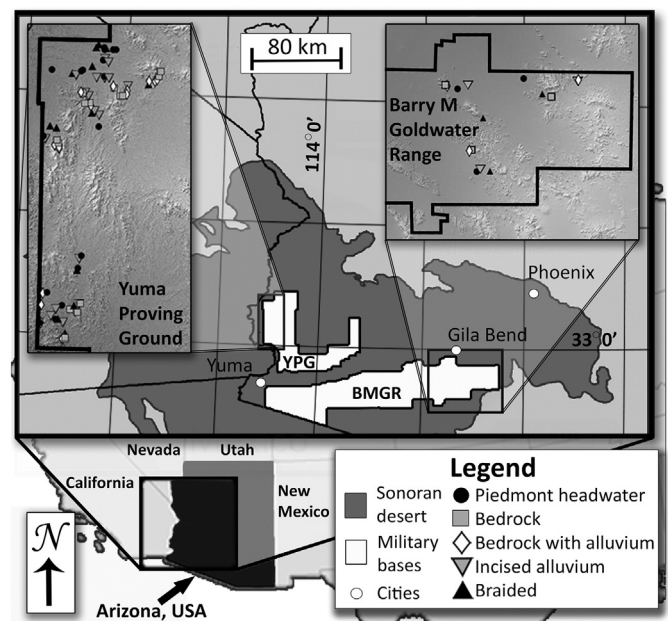 80 km
114° 0'
Barry M
Goldwater
Range
Yuma
Proving
Ground
Phoenix
Gila Bend
33° 0'
Yuma
YPG
BMGR
Nevada
Utah
California
New
Mexico
N
Arizona, USA
Legend
Sonoran
desert
Military
bases
Cities
Piedmont headwater
Bedrock
Bedrock with alluvium
Incised alluvium
Braided